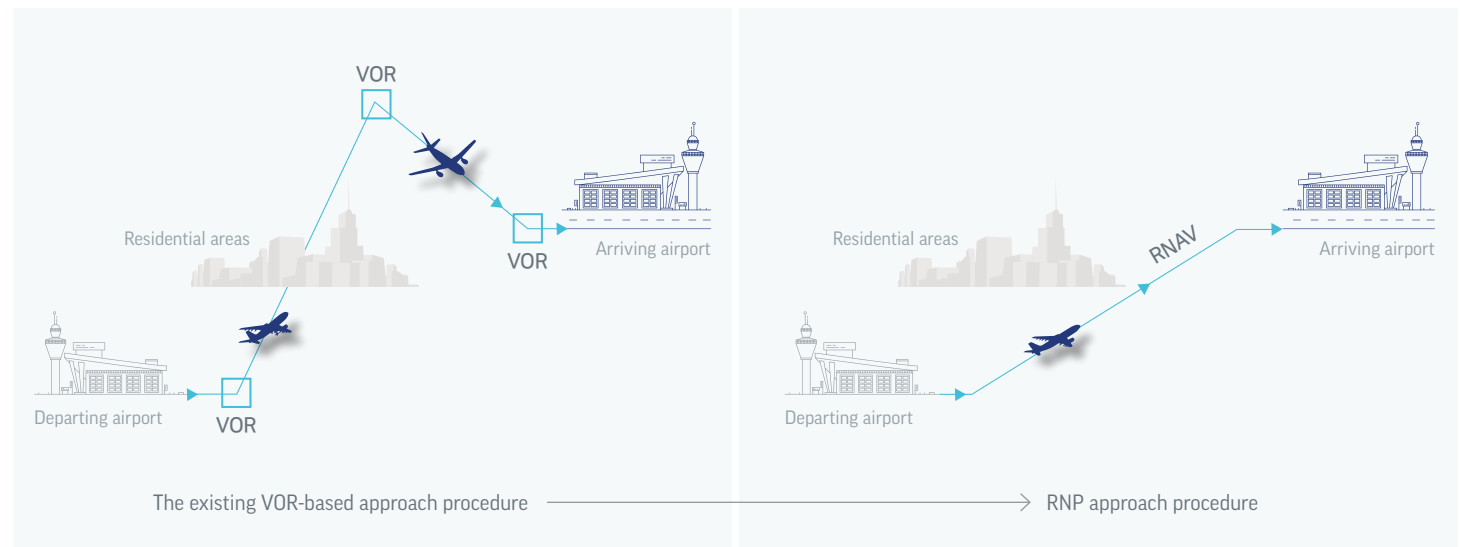 VOR
Residential areas
Arriving airport
VOR
Departing airport
VOR
The existing VOR-based approach procedure
Residential areas
RNAV
Arriving airport
Departing airport
RNP approach procedure